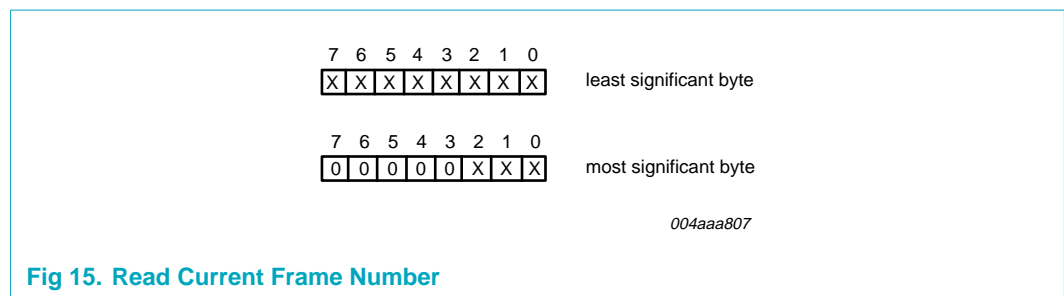 7 6 5 4 3 2 1 0
X X X X X X X X least significant byte
7 6 5 4 3 2 1 0
0 0 0 0 0 X X X most significant byte
004aaa807
Fig 15. Read Current Frame Number